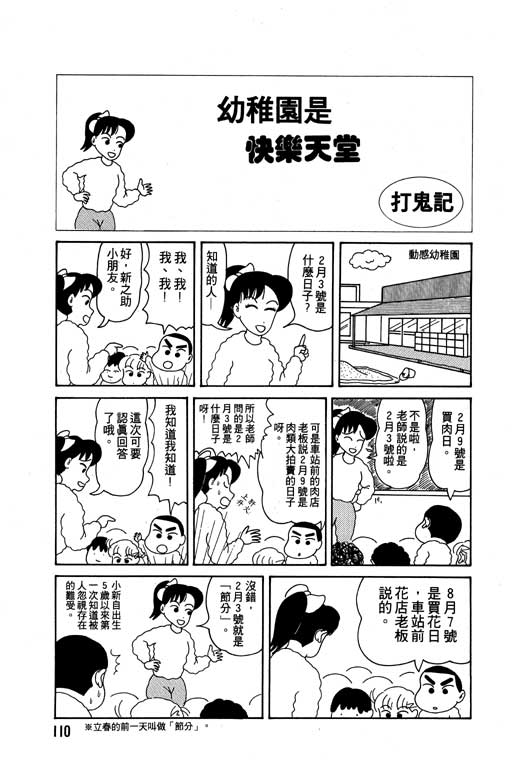 幼稚園是
快樂天堂
打鬼記
動感幼稚園
2月3號是
什麼日子?
知道的人!
我、我!
我、我!
好,新之助
小朋友。
2月9號是
買肉日。
不是啦,
老師說的是
2月3號啦。
可是車站前的肉店
老板說2月9號是
肉類大拍賣的日子
呀。
所以老師
問的是2
月3號是
什麼日子
呀!
我知道我知道!
這次可要
認真回答
了哦。
8月7號
是買花日
,車站前
花店老板
說的。
沒錯,
2月3號就是
「節分」。
小新自出生
5歲以來第
一次知道被
人忽視存在
的難受。
※立春的前一天叫做「節分」。
110